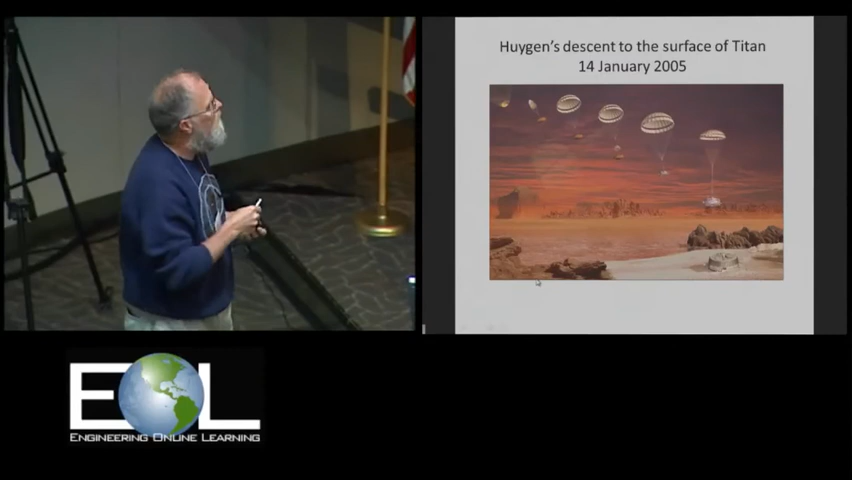 Huygen's descent to the surface of Titan
14 January 2005
EOL
ENGINEERING ONLINE LEARNING